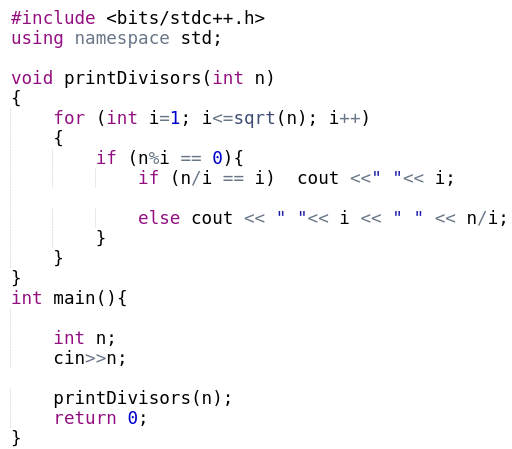 #include <bits/stdc++.h>
using namespace std;

void printDivisors(int n)
{
    for (int i=1; i<=sqrt(n); i++)
    {
        if (n%i == 0){
            if (n/i == i)  cout <<" "<< i;

            else cout << " "<< i << " " << n/i;
        }
    }
}
int main(){

    int n;
    cin>>n;

    printDivisors(n);
    return 0;
}